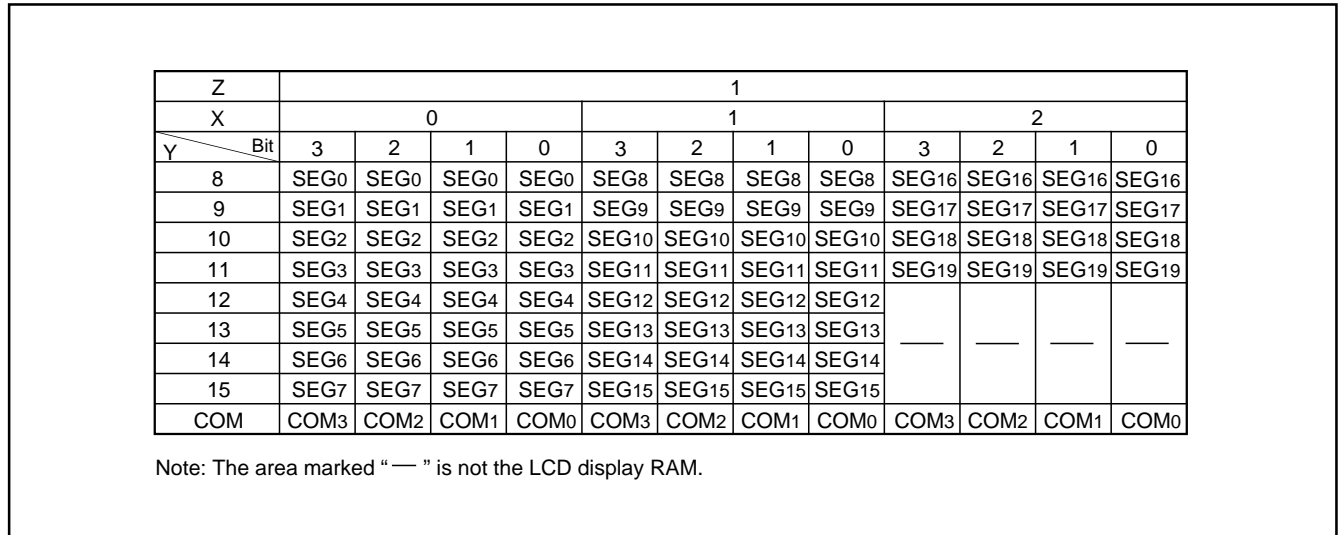 Z 1
X 0 1 2
Y Bit 3 2 1 0 3 2 1 0 3 2 1 0
8 SEG0 SEG0 SEG0 SEG0 SEG8 SEG8 SEG8 SEG8 SEG16 SEG16 SEG16 SEG16
9 SEG1 SEG1 SEG1 SEG1 SEG9 SEG9 SEG9 SEG9 SEG17 SEG17 SEG17 SEG17
10 SEG2 SEG2 SEG2 SEG2 SEG10 SEG10 SEG10 SEG10 SEG18 SEG18 SEG18 SEG18
11 SEG3 SEG3 SEG3 SEG3 SEG11 SEG11 SEG11 SEG11 SEG19 SEG19 SEG19 SEG19
12 SEG4 SEG4 SEG4 SEG4 SEG12 SEG12 SEG12 SEG12
13 SEG5 SEG5 SEG5 SEG5 SEG13 SEG13 SEG13 SEG13 — — — —
14 SEG6 SEG6 SEG6 SEG6 SEG14 SEG14 SEG14 SEG14
15 SEG7 SEG7 SEG7 SEG7 SEG15 SEG15 SEG15 SEG15
COM COM3 COM2 COM1 COM0 COM3 COM2 COM1 COM0 COM3 COM2 COM1 COM0
Note: The area marked “ — ” is not the LCD display RAM.